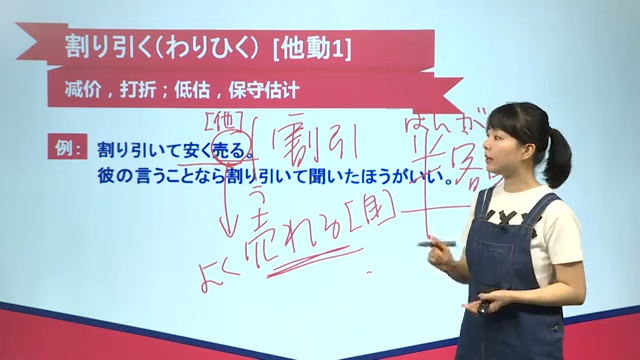 割り引く(わりひく) [他動1]
减价，打折；低估，保守估计
例： 割り引いて安く売る。
彼の言うことなら割り引いて聞いたほうがいい。
[他]
割引
はんが
半
う
よく売れる[自]